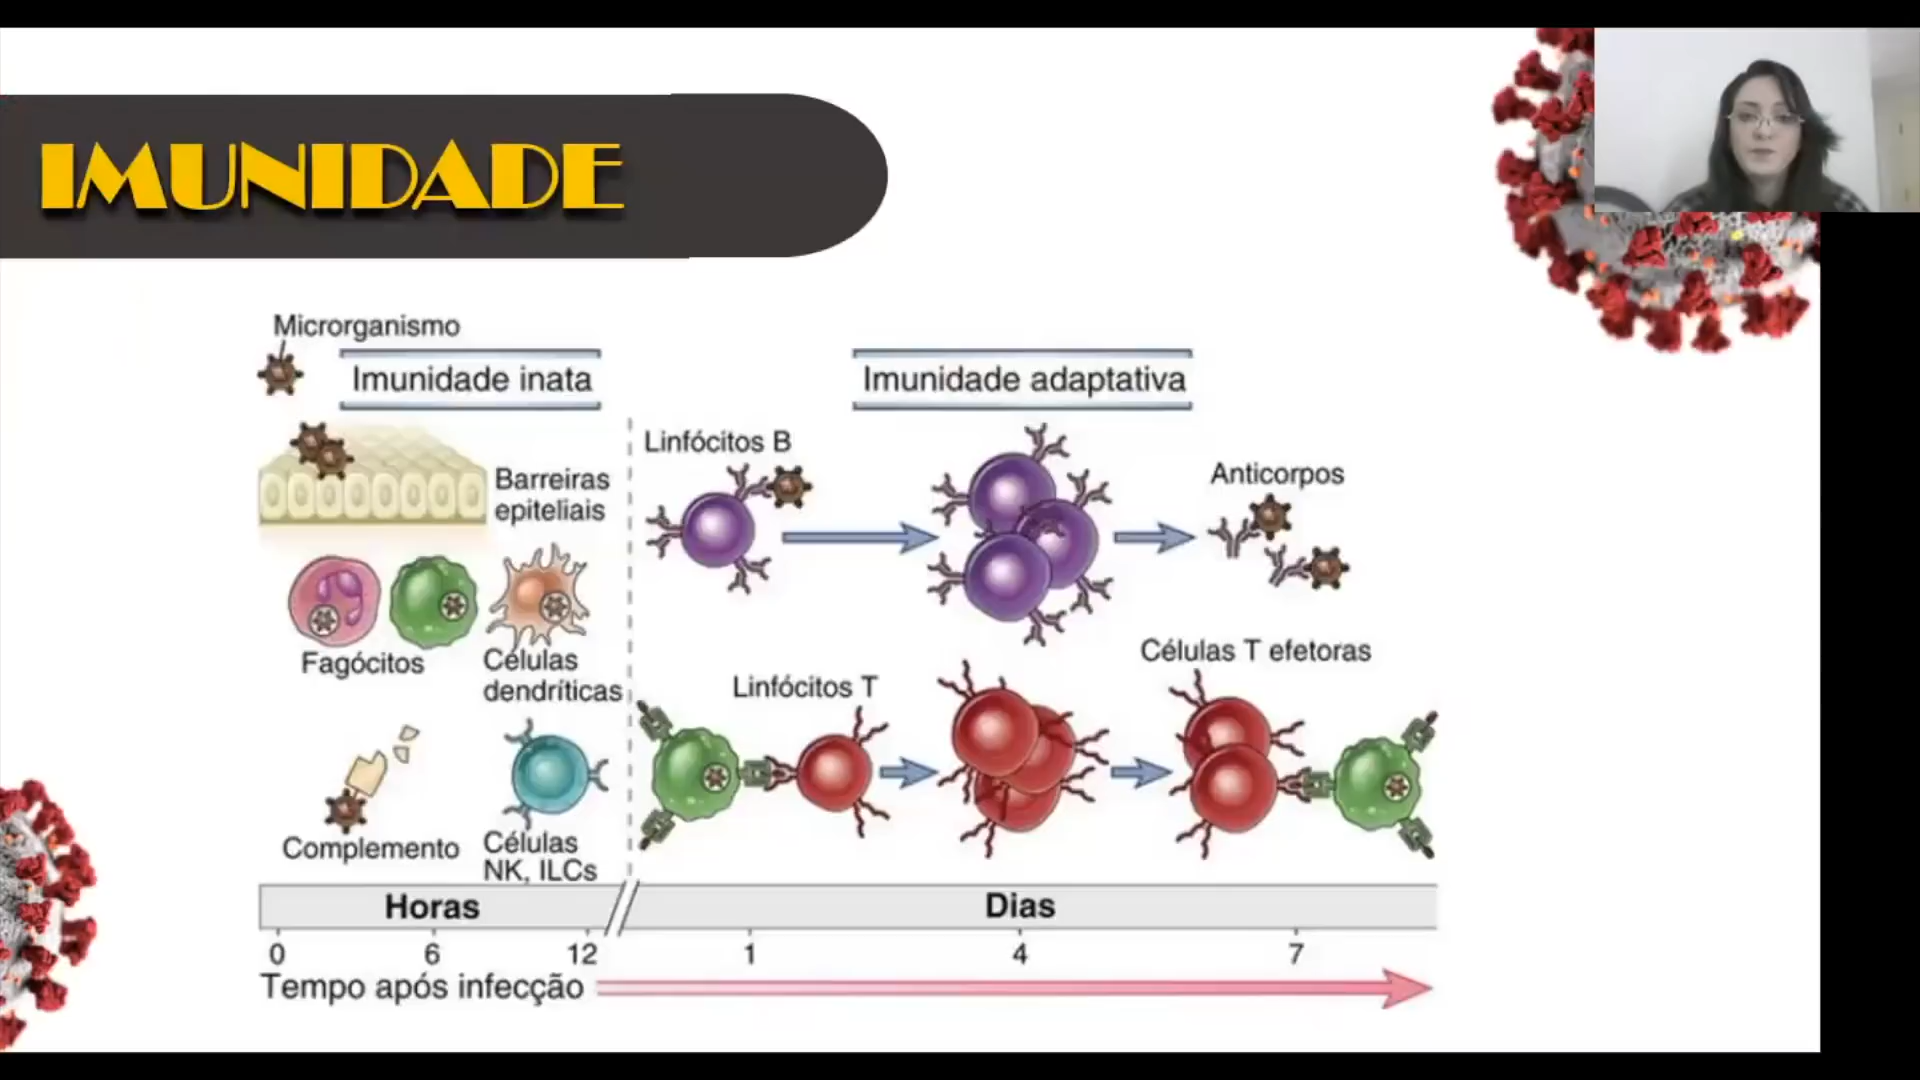 IMUNIDADE
Microrganismo
Imunidade inata
Imunidade adaptativa
Barreiras
epiteliais
Linfócitos B
Anticorpos
Fagócitos
Células
dendríticas
Linfócitos T
Células T efetoras
Complemento
Células
NK, ILCs
Horas
Dias
0 6 12 1 4 7
Tempo após infecção